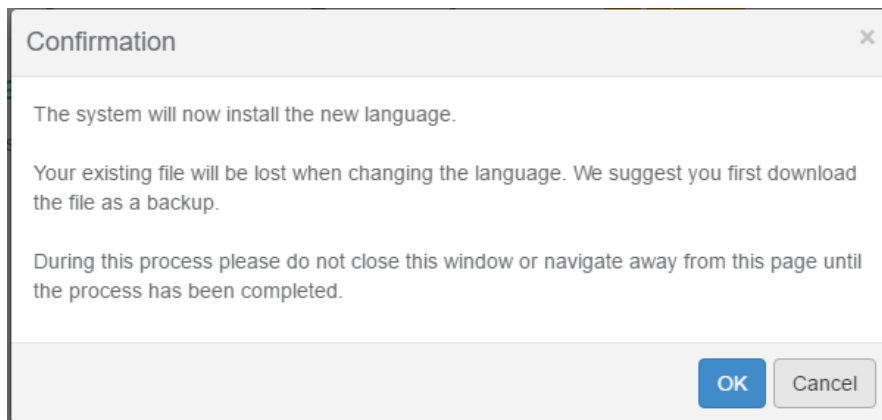 Confirmation
×
The system will now install the new language.
Your existing file will be lost when changing the language. We suggest you first download
the file as a backup.
During this process please do not close this window or navigate away from this page until
the process has been completed.
OK
Cancel